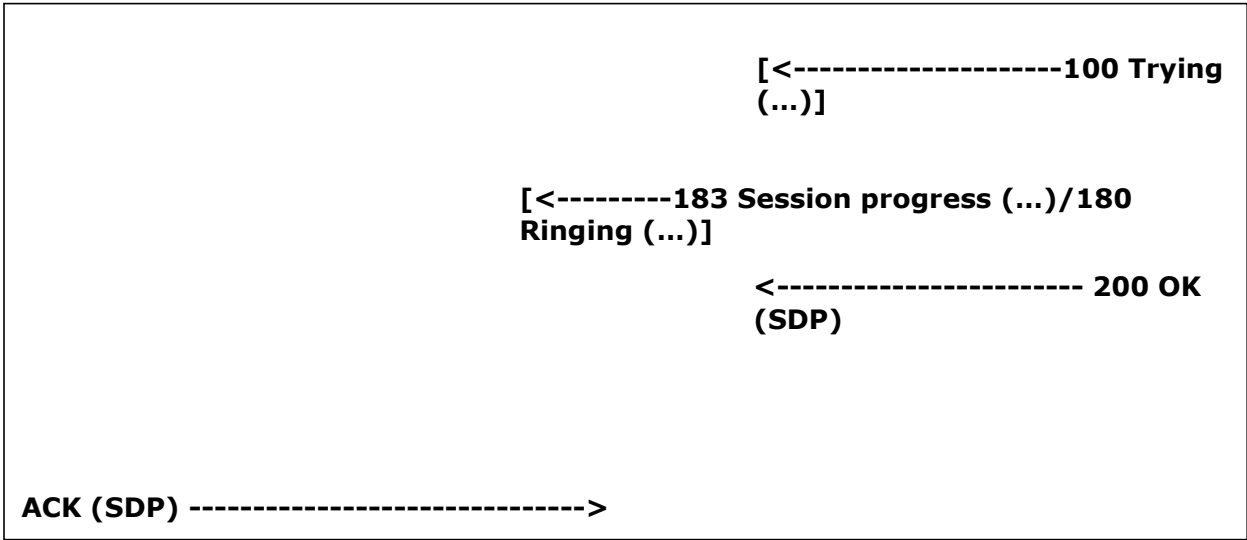 [<---------------------100 Trying
(…)]
[<---------183 Session progress (…)/180
Ringing (…)]
<------------------------ 200 OK
(SDP)
ACK (SDP) ------------------------------->